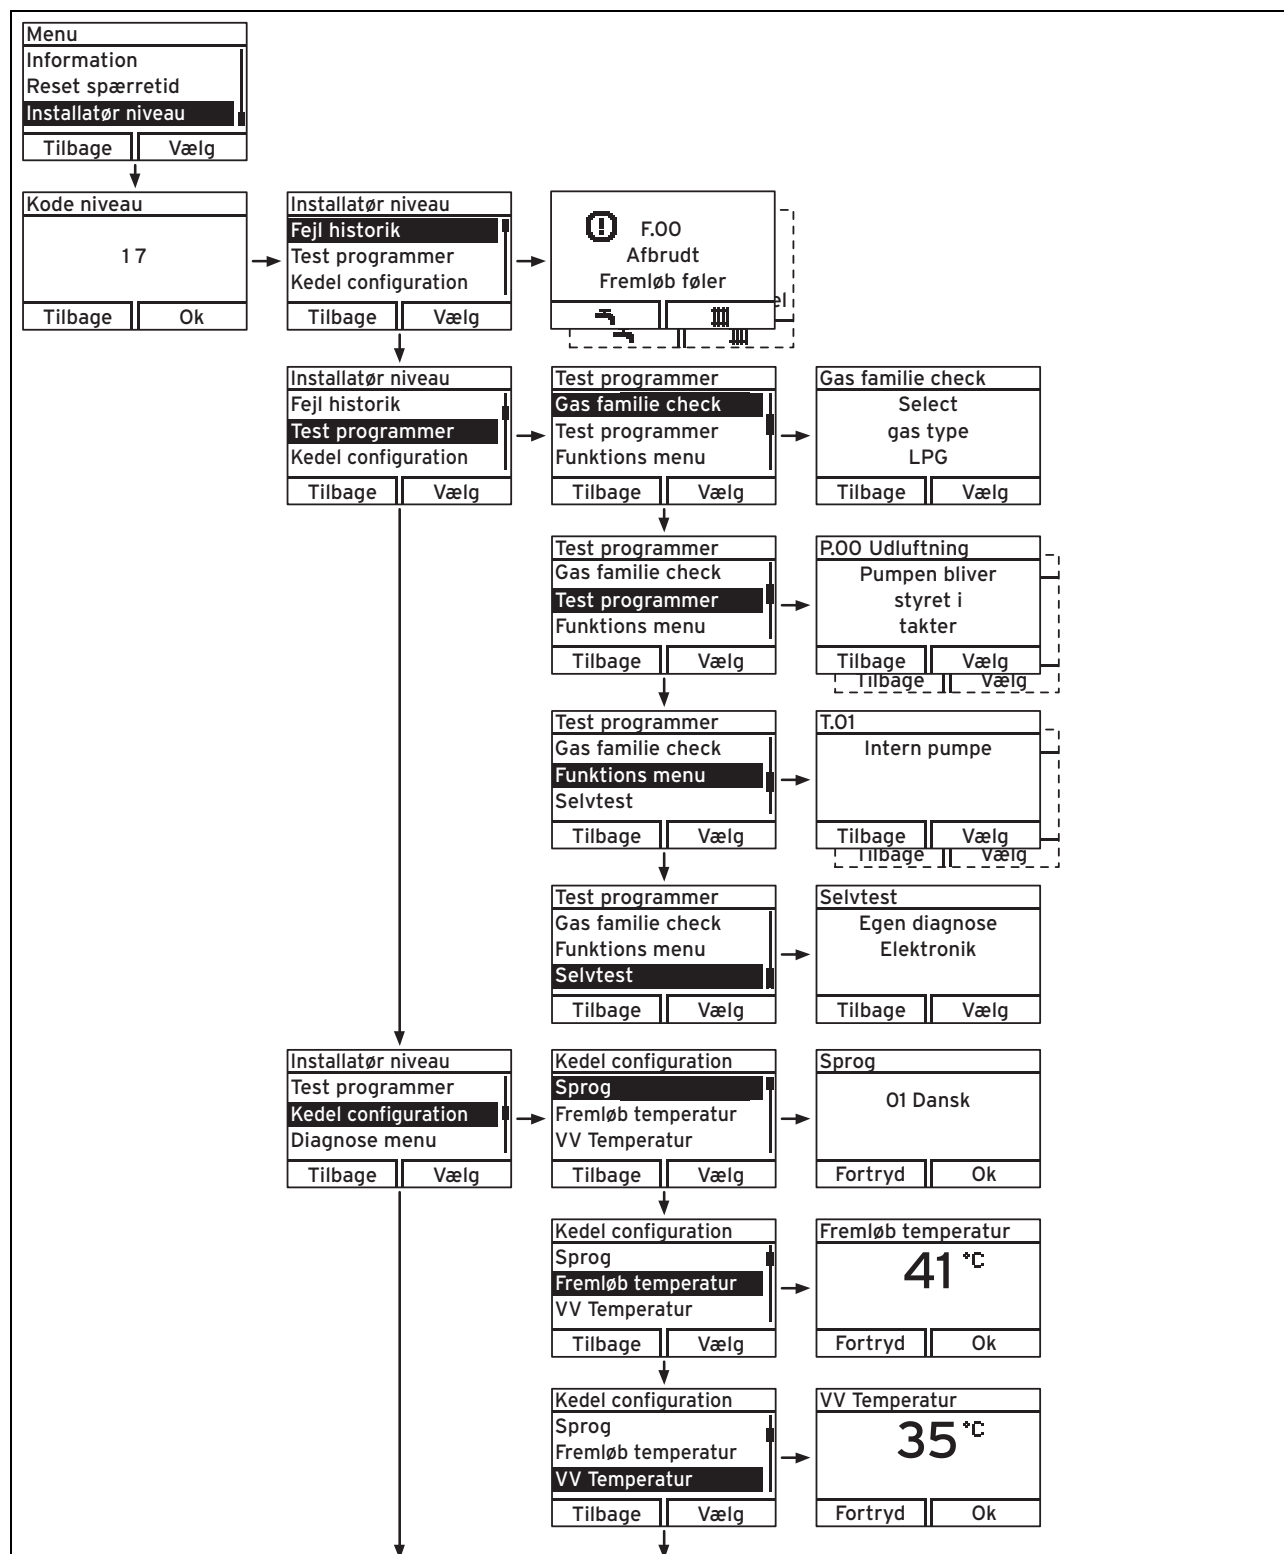 Menu
Information
Reset spærretid
Installatør niveau
Tilbage Vælg
Kode niveau
17
Tilbage Ok
Installatør niveau
Fejl historik
Test programmer
Kedel configuration
Tilbage Vælg
F.00
Afbrudt
Fremløb føler
el
Installatør niveau
Fejl historik
Test programmer
Kedel configuration
Tilbage Vælg
Test programmer
Gas familie check
Test programmer
Funktions menu
Tilbage Vælg
Gas familie check
Select
gas type
LPG
Tilbage Vælg
Test programmer
Gas familie check
Test programmer
Funktions menu
Tilbage Vælg
P.00 Udluftning
Pumpen bliver
styret i
takter
Tilbage Vælg
Tilbage Vælg
Test programmer
Gas familie check
Funktions menu
Selvtest
Tilbage Vælg
T.01
Intern pumpe
Tilbage Vælg
Tilbage Vælg
Test programmer
Gas familie check
Funktions menu
Selvtest
Tilbage Vælg
Selvtest
Egen diagnose
Elektronik
Tilbage Vælg
Installatør niveau
Test programmer
Kedel configuration
Diagnose menu
Tilbage Vælg
Kedel configuration
Sprog
Fremløb temperatur
VV Temperatur
Tilbage Vælg
Sprog
01 Dansk
Fortryd Ok
Kedel configuration
Sprog
Fremløb temperatur
VV Temperatur
Tilbage Vælg
Fremløb temperatur
41 °C
Fortryd Ok
Kedel configuration
Sprog
Fremløb temperatur
VV Temperatur
Tilbage Vælg
VV Temperatur
35 °C
Fortryd Ok